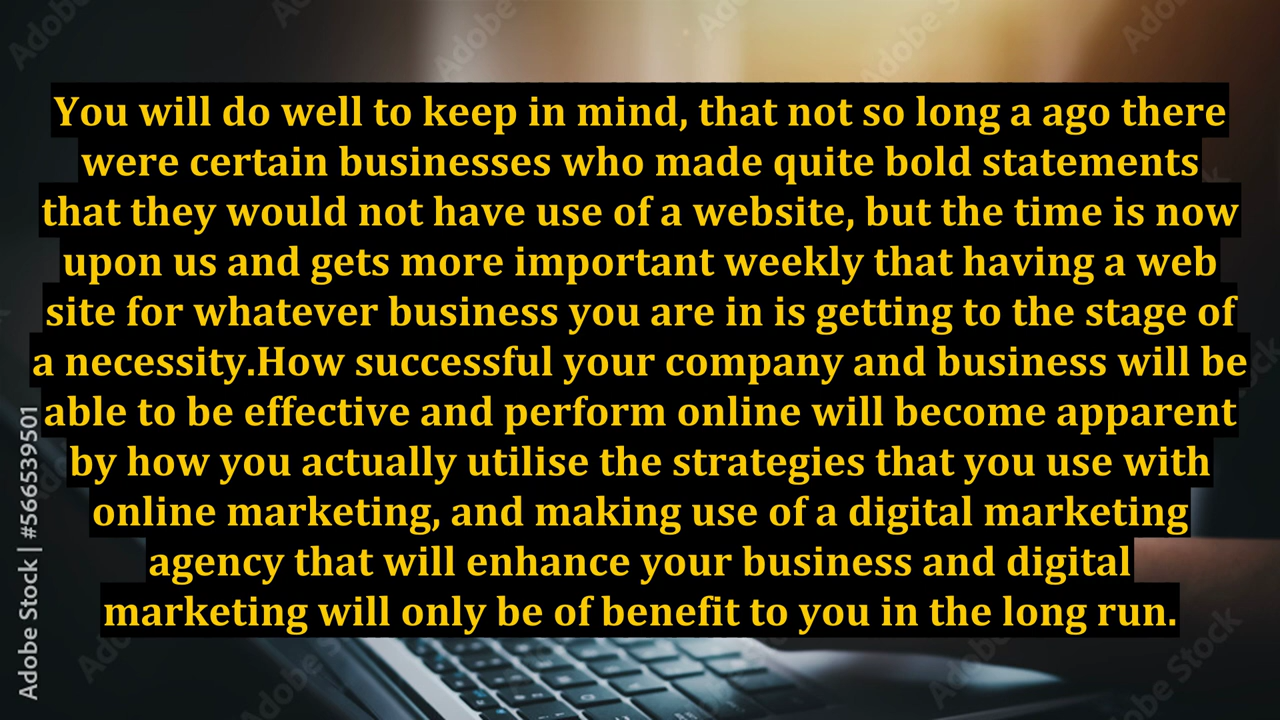 You will do well to keep in mind, that not so long a ago there
were certain businesses who made quite bold statements
that they would not have use of a website, but the time is now
upon us and gets more important weekly that having a web
site for whatever business you are in is getting to the stage of
a necessity.How successful your company and business will be
able to be effective and perform online will become apparent
by how you actually utilise the strategies that you use with
online marketing, and making use of a digital marketing
agency that will enhance your business and digital
marketing will only be of benefit to you in the long run.
Adobe Stock | #566539501
Adobe Stock